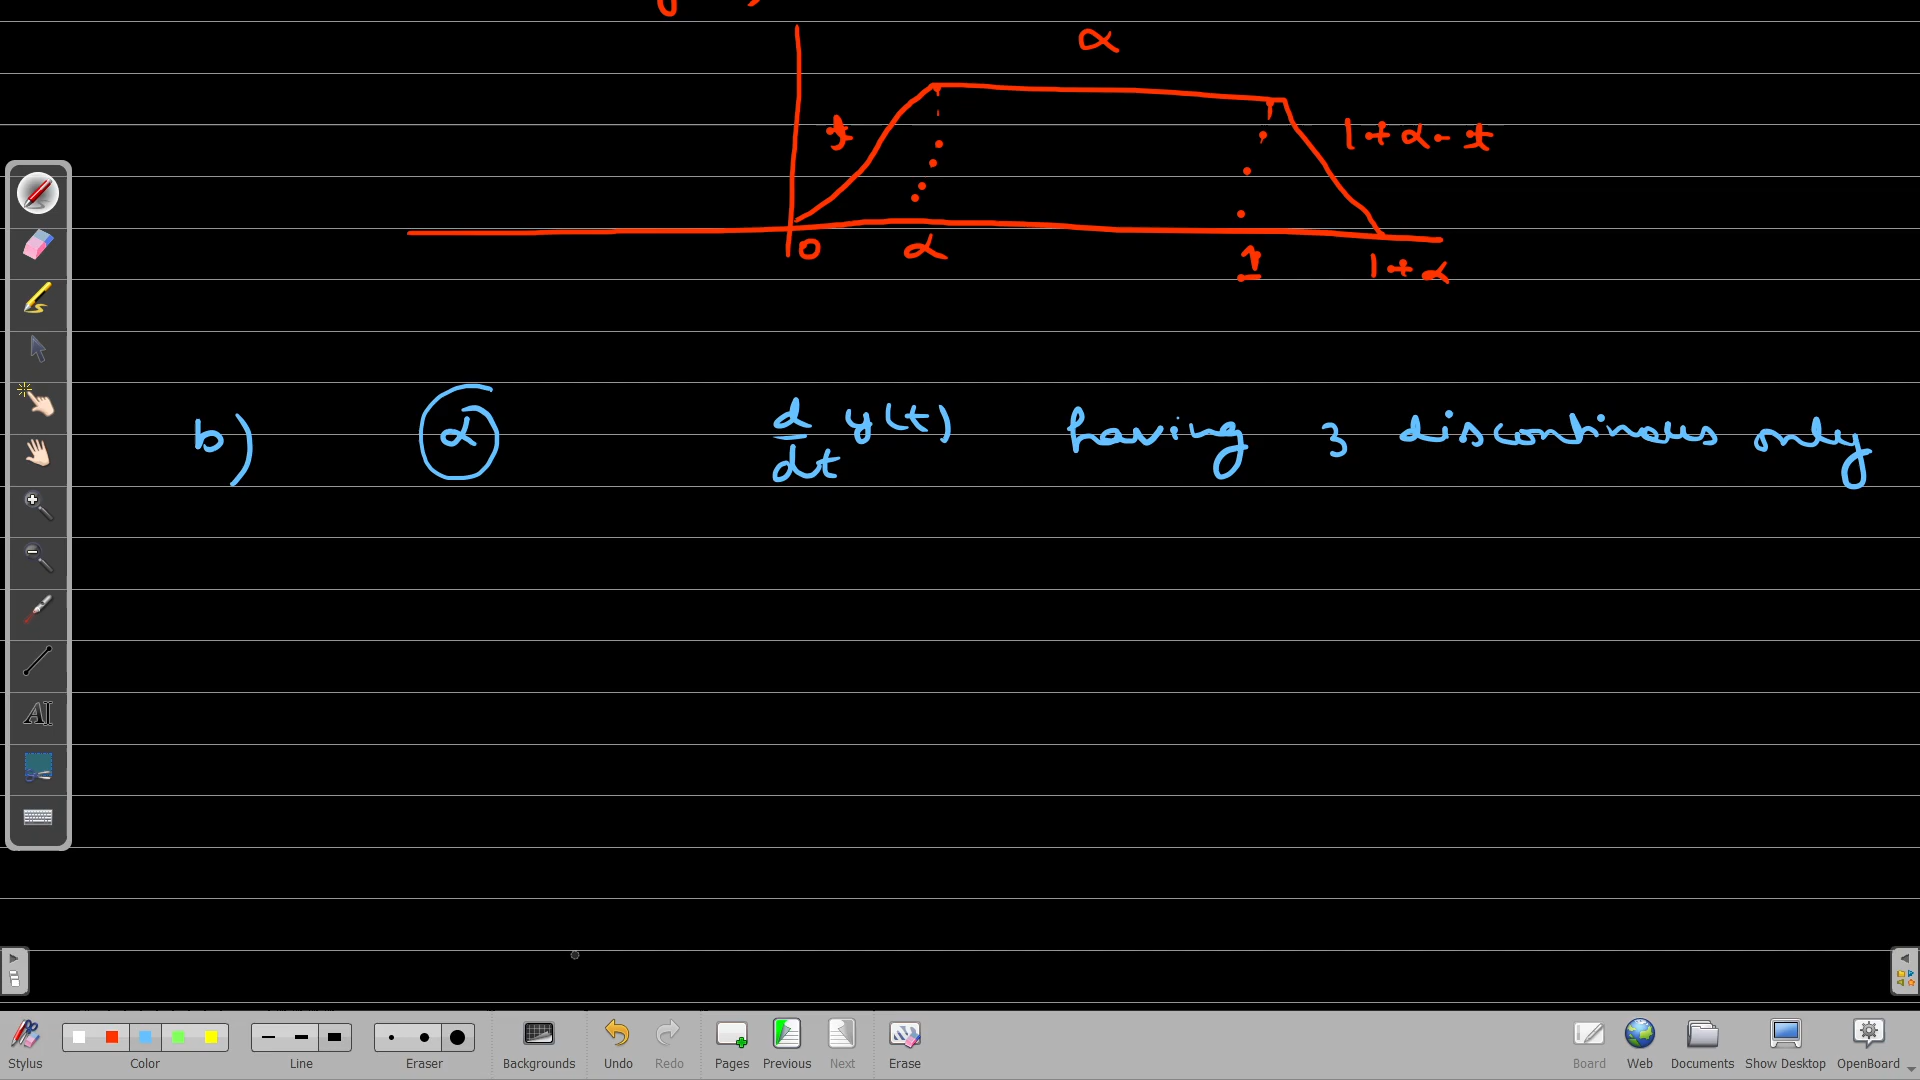 α
t
1+α-t
0 α 1 1+α
b) α d/dt y(t) having 3 discontinous only
Stylus Color Line Eraser Backgrounds Undo Redo Pages Previous Next Erase Board Web Documents Show Desktop OpenBoard